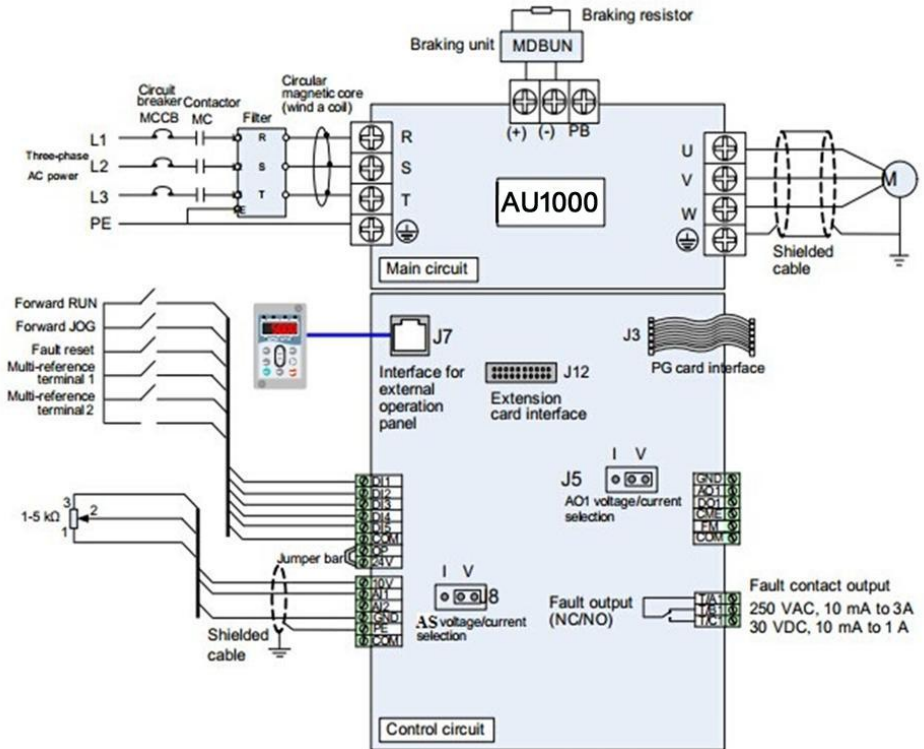 Braking resistor
Braking unit
MDBUN
Circuit
breaker
MCCB
Contactor
MC
Filter
Circular
magnetic core
(wind a coil)
(+)
(-)
PB
L1
L2
L3
PE
Three-phase
AC power
R
S
T
R
S
T
AU1000
U
V
W
M
Main circuit
Shielded
cable
Forward RUN
Forward JOG
Fault reset
Multi-reference
terminal 1
Multi-reference
terminal 2
J7
Interface for
external
operation
panel
J12
Extension
card interface
J3
PG card interface
I V
J5
AO1 voltage/current
selection
DI1
DI2
DI3
DI4
DI5
COM
OP
24V
Jumper bar
10V
AI1
AI2
GND
PE
COM
3
2
1
1-5 kΩ
Shielded
cable
I V
J8
AS voltage/current
selection
GND
AO1
DO1
CME
FM
COM
Fault output
(NC/NO)
T/A1
T/B1
T/C1
Fault contact output
250 VAC, 10 mA to 3A
30 VDC, 10 mA to 1 A
Control circuit